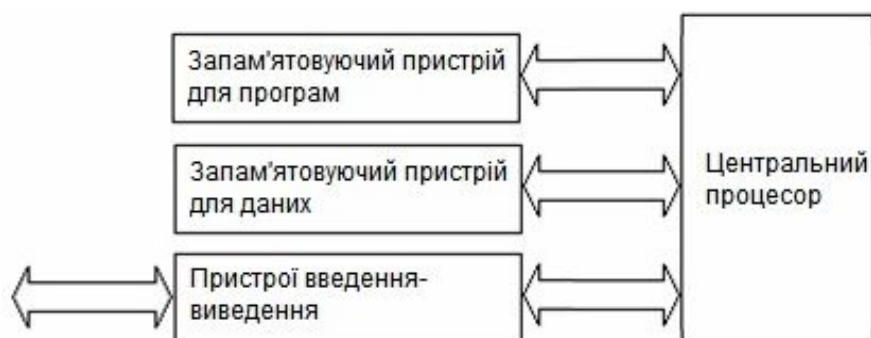 Запам'ятовуючий пристрій
для програм
Запам'ятовуючий пристрій
для даних
Пристрої введення-
виведення
Центральний
процесор